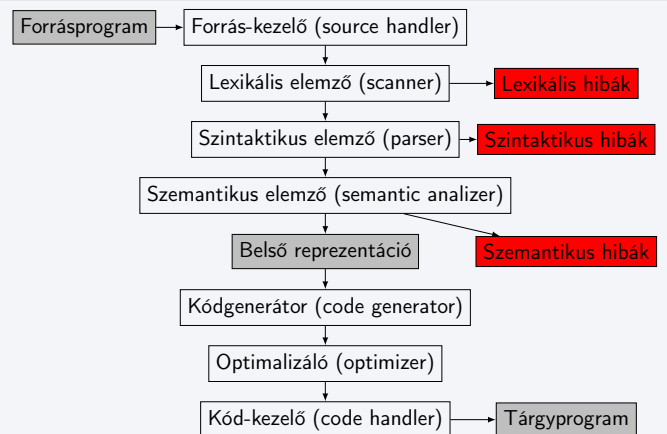 Forrásprogram
Forrás-kezelő (source handler)
Lexikális elemző (scanner)
Lexikális hibák
Szintaktikus elemző (parser)
Szintaktikus hibák
Szemantikus elemző (semantic analizer)
Belső reprezentáció
Szemantikus hibák
Kódgenerátor (code generator)
Optimalizáló (optimizer)
Kód-kezelő (code handler)
Tárgyprogram